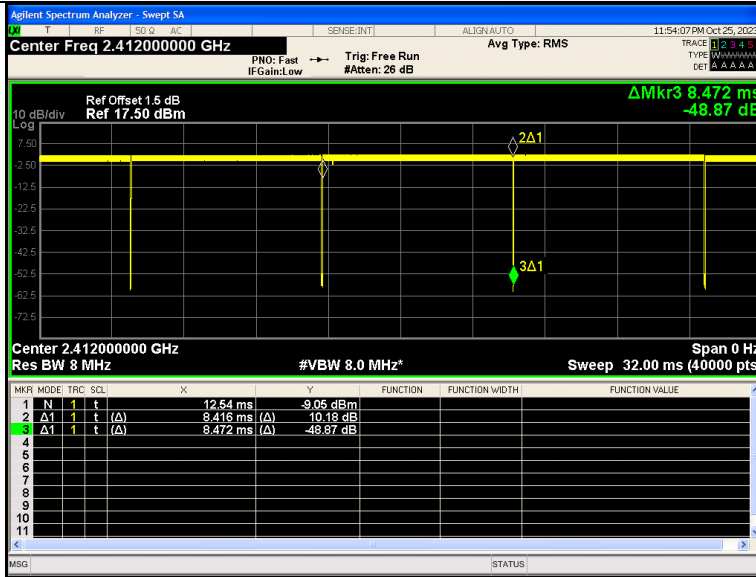 Agilent Spectrum Analyzer - Swept SA
LXI T RF 50 Ω AC SENSE:INT ALIGN AUTO 11:54:07 PM Oct 25, 2023
Center Freq 2.412000000 GHz
Avg Type: RMS
TRACE 1 2 3 4 5
PNO: Fast
Trig: Free Run
TYPE
IFGain:Low
#Atten: 26 dB
DET A A A A A
ΔMkr3 8.472 ms
-48.87 dB
Ref Offset 1.5 dB
10 dB/div Ref 17.50 dBm
Log
2Δ1
7.50
-2.50
-12.5
-22.5
-32.5
-42.5
3Δ1
-52.5
-62.5
-72.5
Center 2.412000000 GHz Span 0 Hz
Res BW 8 MHz #VBW 8.0 MHz* Sweep 32.00 ms (40000 pts
MKR MODE TRC SCL X Y FUNCTION FUNCTION WIDTH FUNCTION VALUE
1 N 1 t 12.54 ms -9.05 dBm
2 Δ1 1 t (Δ) 8.416 ms (Δ) 10.18 dB
3 Δ1 1 t (Δ) 8.472 ms (Δ) -48.87 dB
4
5
6
7
8
9
10
11
MSG STATUS